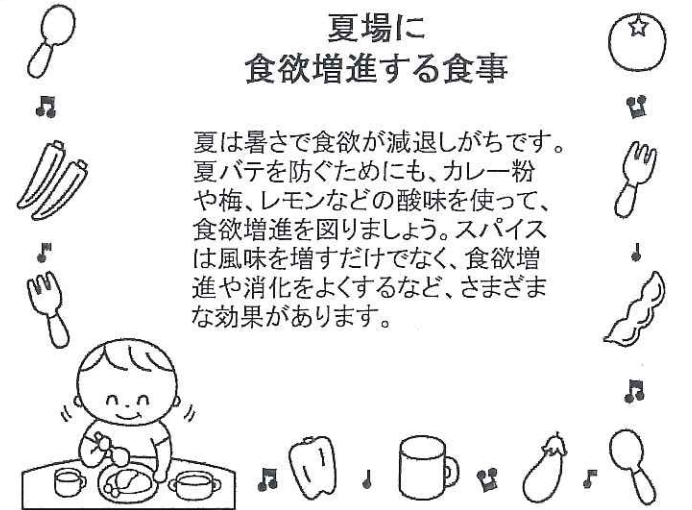 夏場に
食欲増進する食事
夏は暑さで食欲が減退しがちです。
夏バテを防ぐためにも、カレー粉
や梅、レモンなどの酸味を使って、
食欲増進を図りましょう。スパイス
は風味を増すだけでなく、食欲増
進や消化をよくするなど、さまざま
な効果があります。